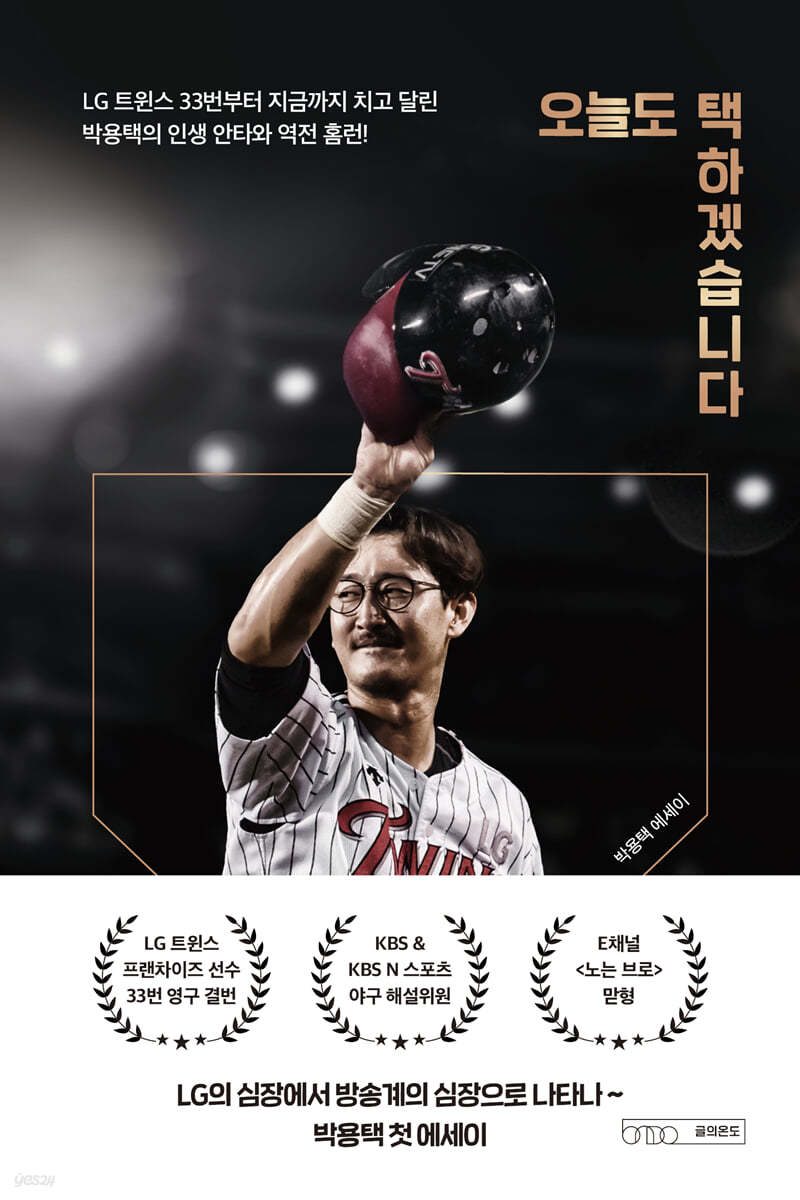 LG 트윈스 33번부터 지금까지 치고 달린
박용택의 인생 안타와 역전 홈런!
오늘도
택하겠습니다
TV
T
TWIN
LG
박용택 에세이
LG 트윈스
프랜차이즈 선수
33번 영구 결번
KBS &
KBS N 스포츠
야구 해설위원
E채널
<노는 브로>
맏형
LG의 심장에서 방송계의 심장으로 나타나 ~
박용택 첫 에세이
글의온도
yes24